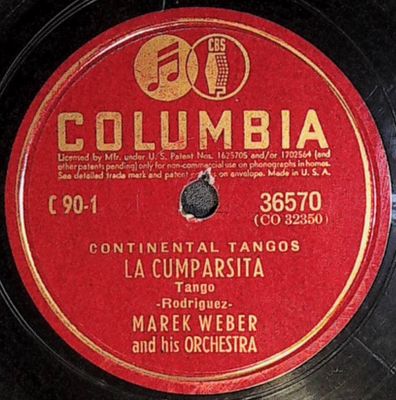 CBS
COLUMBIA
Licensed by Mfr. under U. S. Patent Nos. 1625705 and/or 1702564 (and
other patents pending) only for non-commercial use on phonographs in homes.
See detailed trade mark and patent on envelope. Made in U. S. A.
C 90-1
36570
(CO 32350)
CONTINENTAL TANGOS
LA CUMPARSITA
Tango
-Rodriguez-
MAREK WEBER
and his ORCHESTRA